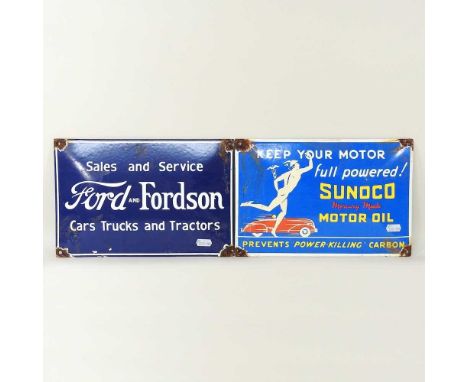 Sales and Service
Ford AND Fordson
Cars Trucks and Tractors
KEEP YOUR MOTOR
full powered!
SUNOCO
Mercury Made
MOTOR OIL
PREVENTS POWER-KILLING CARBON